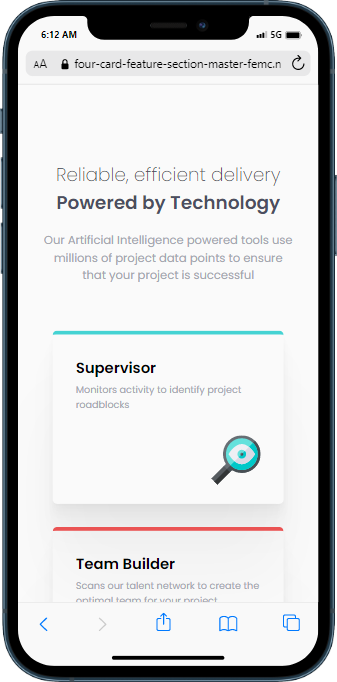 6:12 AM 5G
AA four-card-feature-section-master-femc.n
Reliable, efficient delivery
Powered by Technology
Our Artificial Intelligence powered tools use
millions of project data points to ensure
that your project is successful
Supervisor
Monitors activity to identify project
roadblocks
Team Builder
Scans our talent network to create the
optimal team for your project